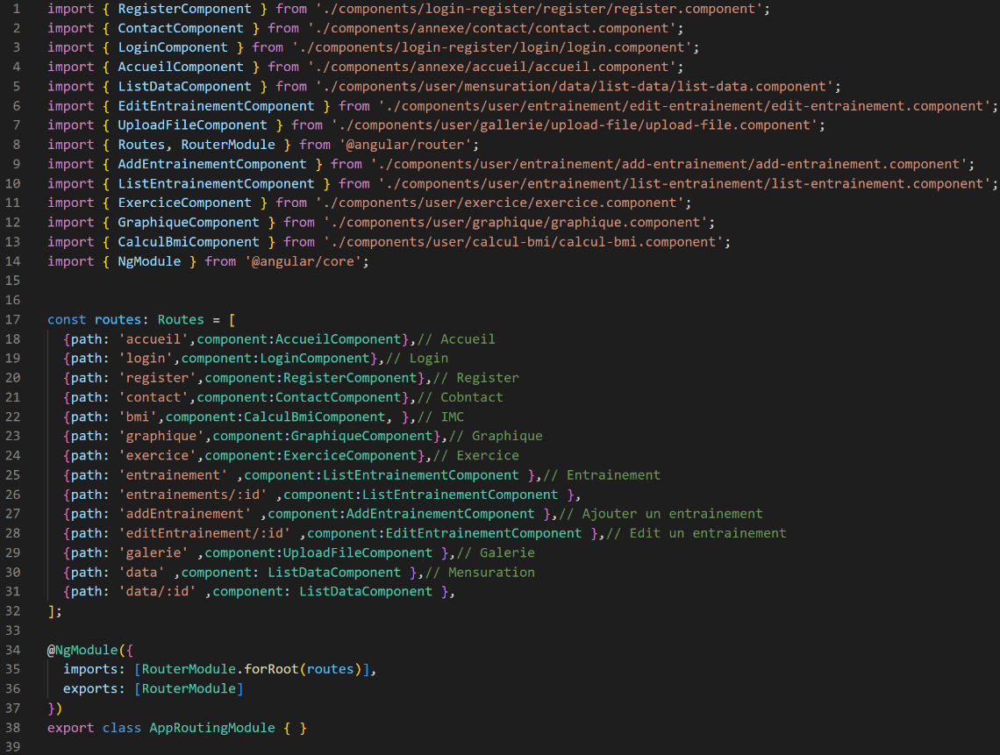 1 import { RegisterComponent } from './components/login-register/register/register.component';
2 import { ContactComponent } from './components/annexe/contact/contact.component';
3 import { LoginComponent } from './components/login-register/login/login.component';
4 import { AccueilComponent } from './components/annexe/accueil/accueil.component';
5 import { ListDataComponent } from './components/user/mensuration/data/list-data/list-data.component';
6 import { EditEntrainementComponent } from './components/user/entrainement/edit-entrainement/edit-entrainement.component';
7 import { UploadFileComponent } from './components/user/gallerie/upload-file/upload-file.component';
8 import { Routes, RouterModule } from '@angular/router';
9 import { AddEntrainementComponent } from './components/user/entrainement/add-entrainement/add-entrainement.component';
10 import { ListEntrainementComponent } from './components/user/entrainement/list-entrainement/list-entrainement.component';
11 import { ExerciceComponent } from './components/user/exercice/exercice.component';
12 import { GraphiqueComponent } from './components/user/graphique/graphique.component';
13 import { CalculBmiComponent } from './components/user/calcul-bmi/calcul-bmi.component';
14 import { NgModule } from '@angular/core';
15
16
17 const routes: Routes = [
18 {path: 'accueil',component:AccueilComponent},// Accueil
19 {path: 'login',component:LoginComponent},// Login
20 {path: 'register',component:RegisterComponent},// Register
21 {path: 'contact',component:ContactComponent},// Cobntact
22 {path: 'bmi',component:CalculBmiComponent, },// IMC
23 {path: 'graphique',component:GraphiqueComponent},// Graphique
24 {path: 'exercice',component:ExerciceComponent},// Exercice
25 {path: 'entrainement' ,component:ListEntrainementComponent },// Entrainement
26 {path: 'entrainements/:id' ,component:ListEntrainementComponent },
27 {path: 'addEntrainement' ,component:AddEntrainementComponent },// Ajouter un entrainement
28 {path: 'editEntrainement/:id' ,component:EditEntrainementComponent },// Edit un entrainement
29 {path: 'galerie' ,component:UploadFileComponent },// Galerie
30 {path: 'data' ,component: ListDataComponent },// Mensuration
31 {path: 'data/:id' ,component: ListDataComponent },
32 ];
33
34 @NgModule({
35 imports: [RouterModule.forRoot(routes)],
36 exports: [RouterModule]
37 })
38 export class AppRoutingModule { }
39